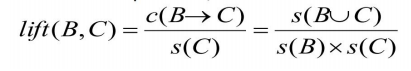 lift(B,C) = c(B→C) / s(C) = s(B∪C) / s(B)×s(C)